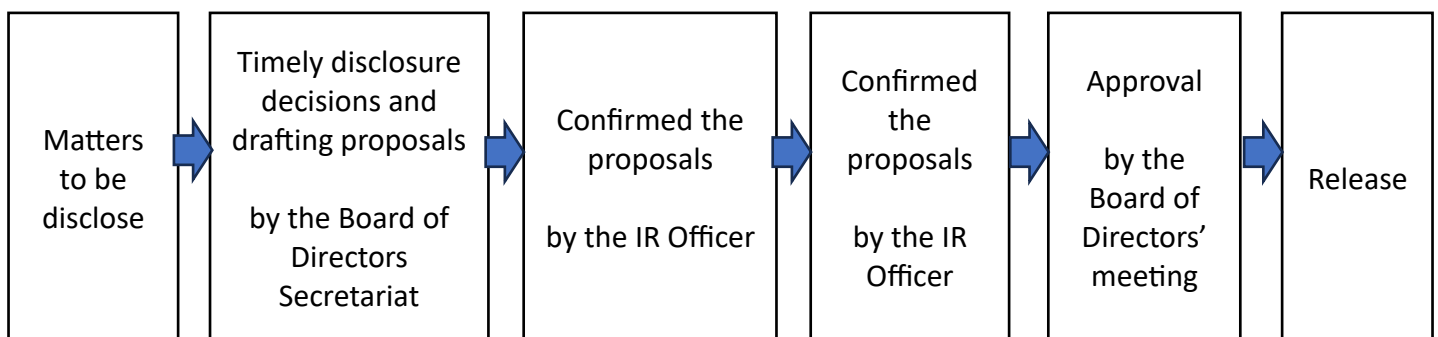 Matters
to be
disclose
Timely disclosure
decisions and
drafting proposals
by the Board of
Directors
Secretariat
Confirmed the
proposals
by the IR Officer
Confirmed
the
proposals
by the IR
Officer
Approval
by the
Board of
Directors’
meeting
Release